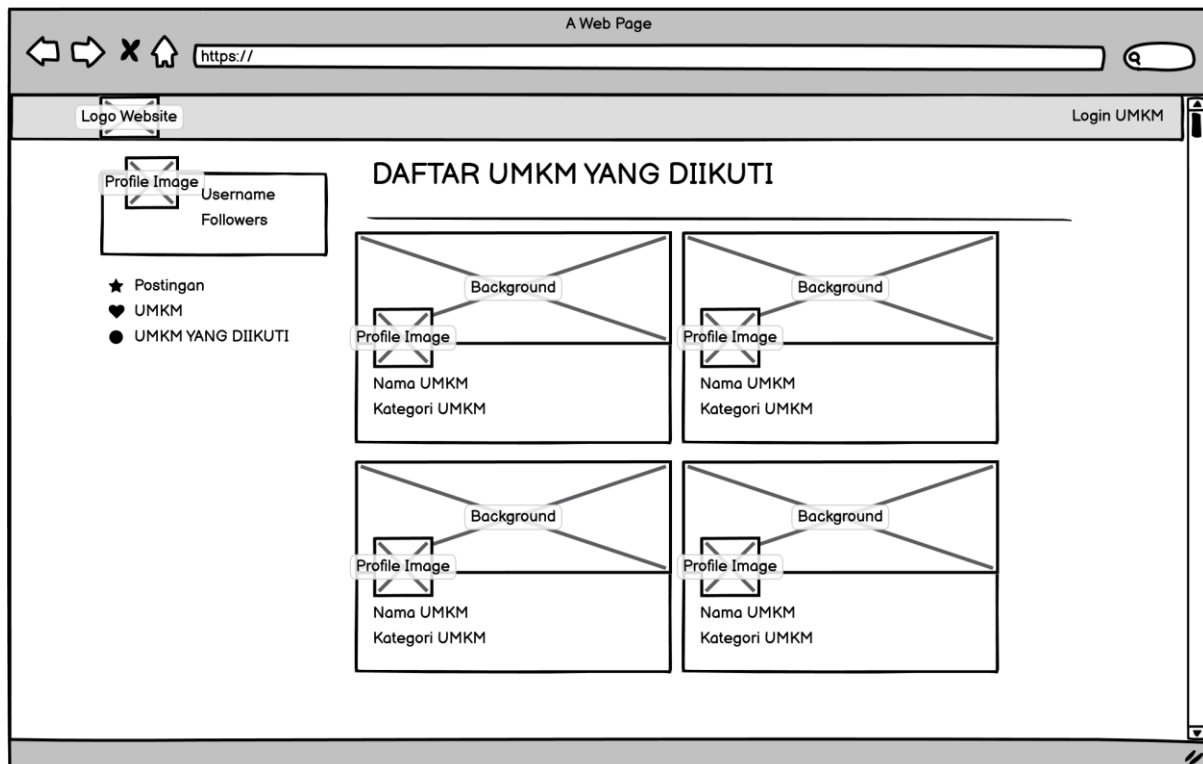 A Web Page
https://
Logo Website
Login UMKM
Profile Image
Username
Followers
Postingan
UMKM
UMKM YANG DIIKUTI
DAFTAR UMKM YANG DIIKUTI
Background
Profile Image
Nama UMKM
Kategori UMKM
Background
Profile Image
Nama UMKM
Kategori UMKM
Background
Profile Image
Nama UMKM
Kategori UMKM
Background
Profile Image
Nama UMKM
Kategori UMKM